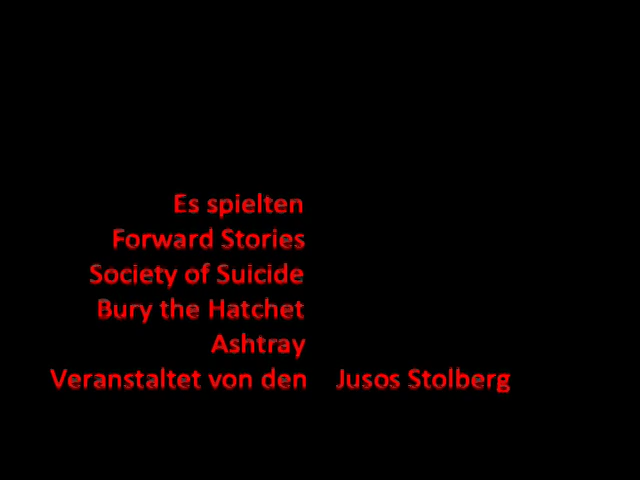 Es spielten
Forward Stories
Society of Suicide
Bury the Hatchet
Ashtray
Veranstaltet von den Jusos Stolberg